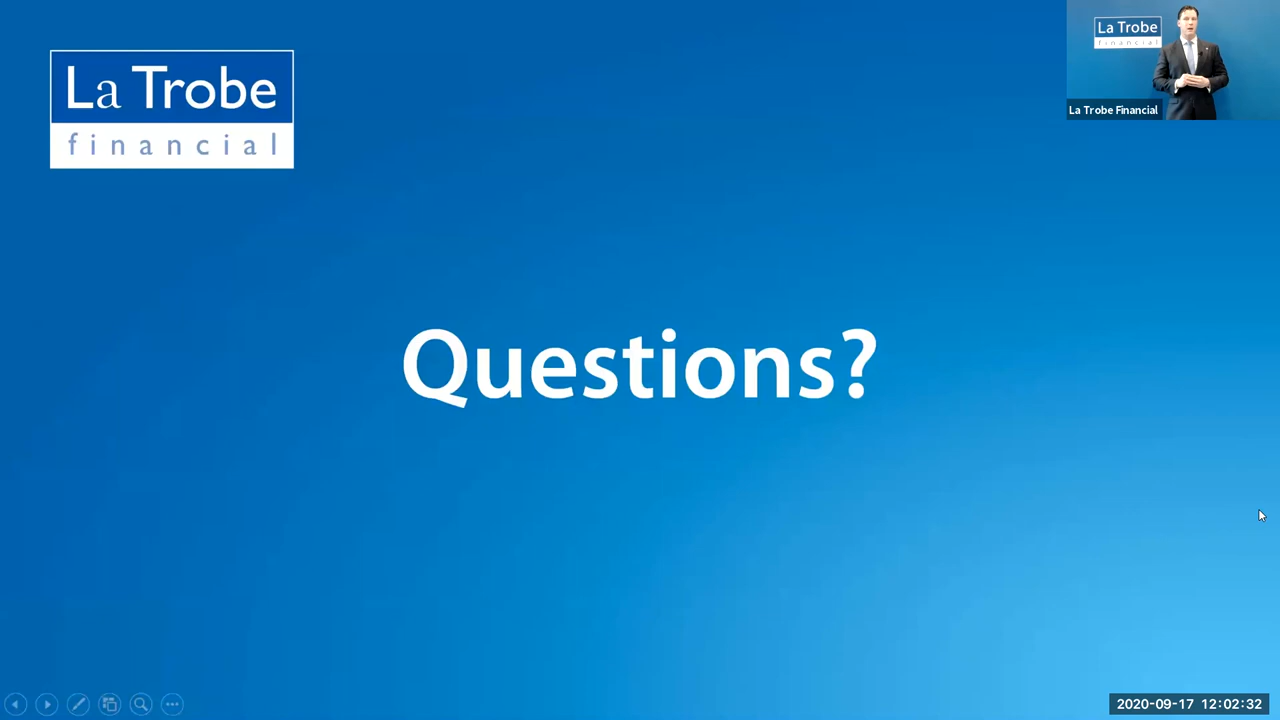 La Trobe
financial
La Trobe
financial
La Trobe Financial
Questions?
2020-09-17 12:02:32